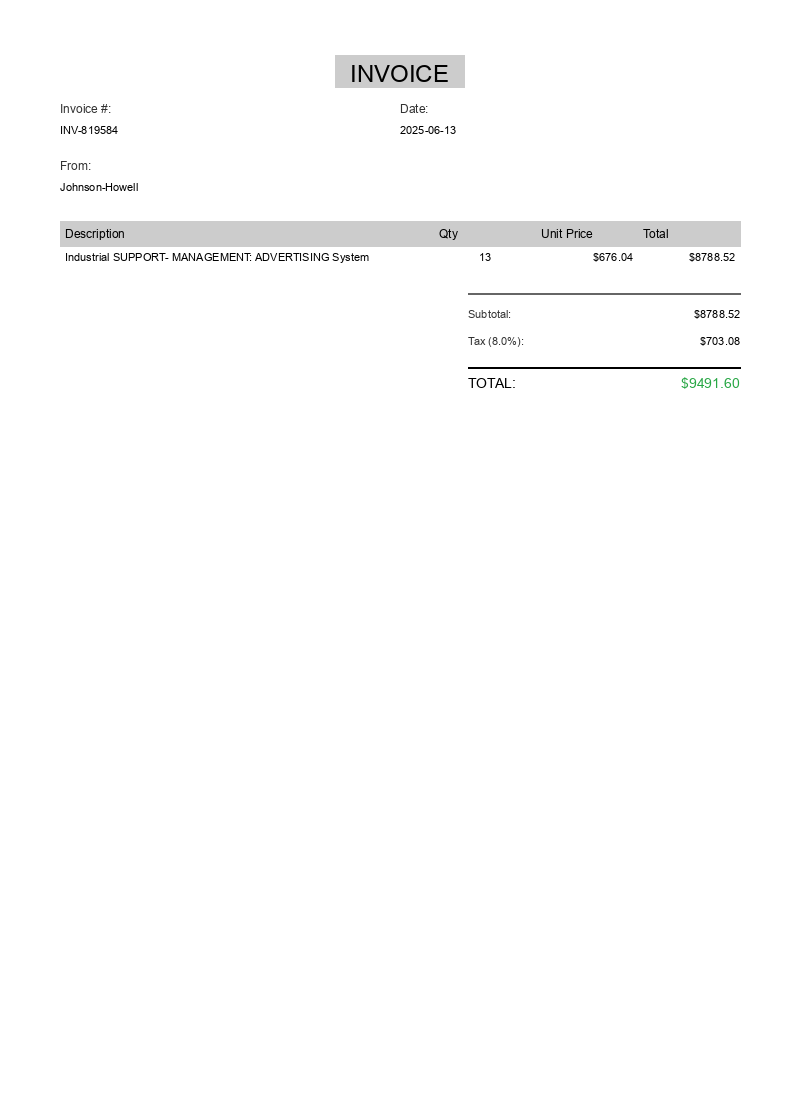 INVOICE
Invoice #: Date:
INV-819584 2025-06-13
From:
Johnson-Howell
Description Qty Unit Price Total
Industrial SUPPORT- MANAGEMENT: ADVERTISING System 13 $676.04 $8788.52
Subtotal: $8788.52
Tax (8.0%): $703.08
TOTAL: $9491.60